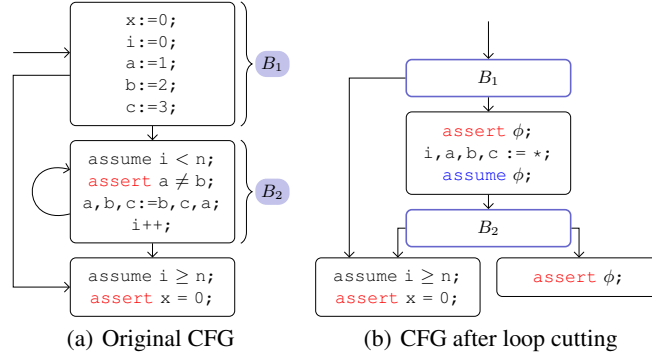 x:=0;
i:=0;
a:=1;
b:=2;
c:=3;
B₁
assume i < n;
assert a ≠ b;
a,b,c:=b,c,a;
i++;
B₂
assume i ≥ n;
assert x = 0;
(a) Original CFG
B₁
assert ϕ;
i,a,b,c := *;
assume ϕ;
B₂
assume i ≥ n;
assert x = 0;
assert ϕ;
(b) CFG after loop cutting